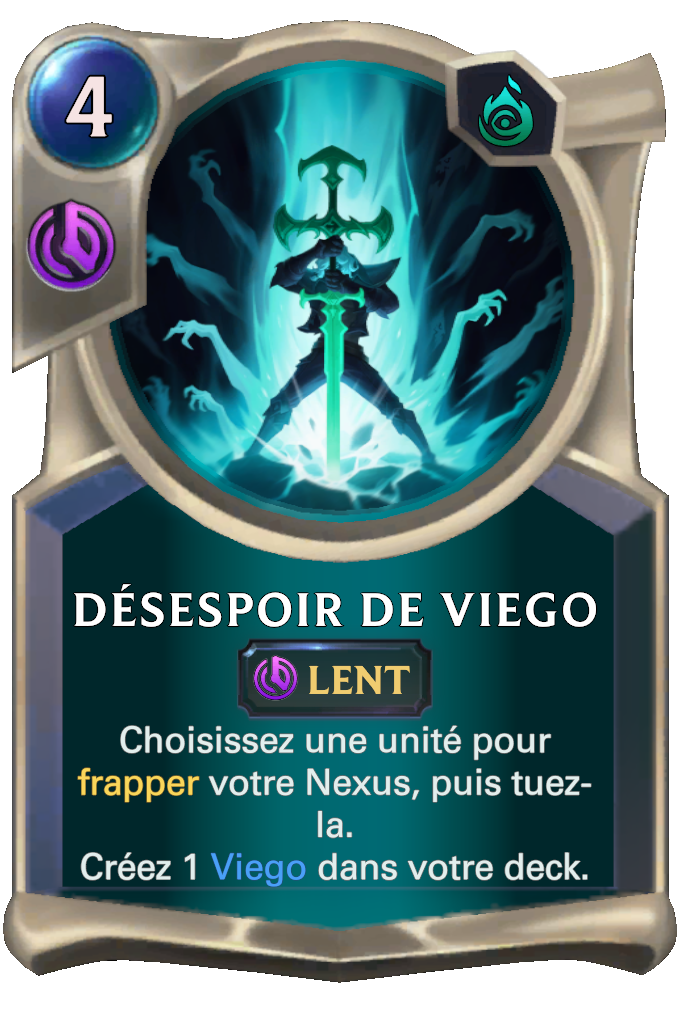 4
DÉSESPOIR DE VIEGO
LENT
Choisissez une unité pour
frapper votre Nexus, puis tuez-
la.
Créez 1 Viego dans votre deck.